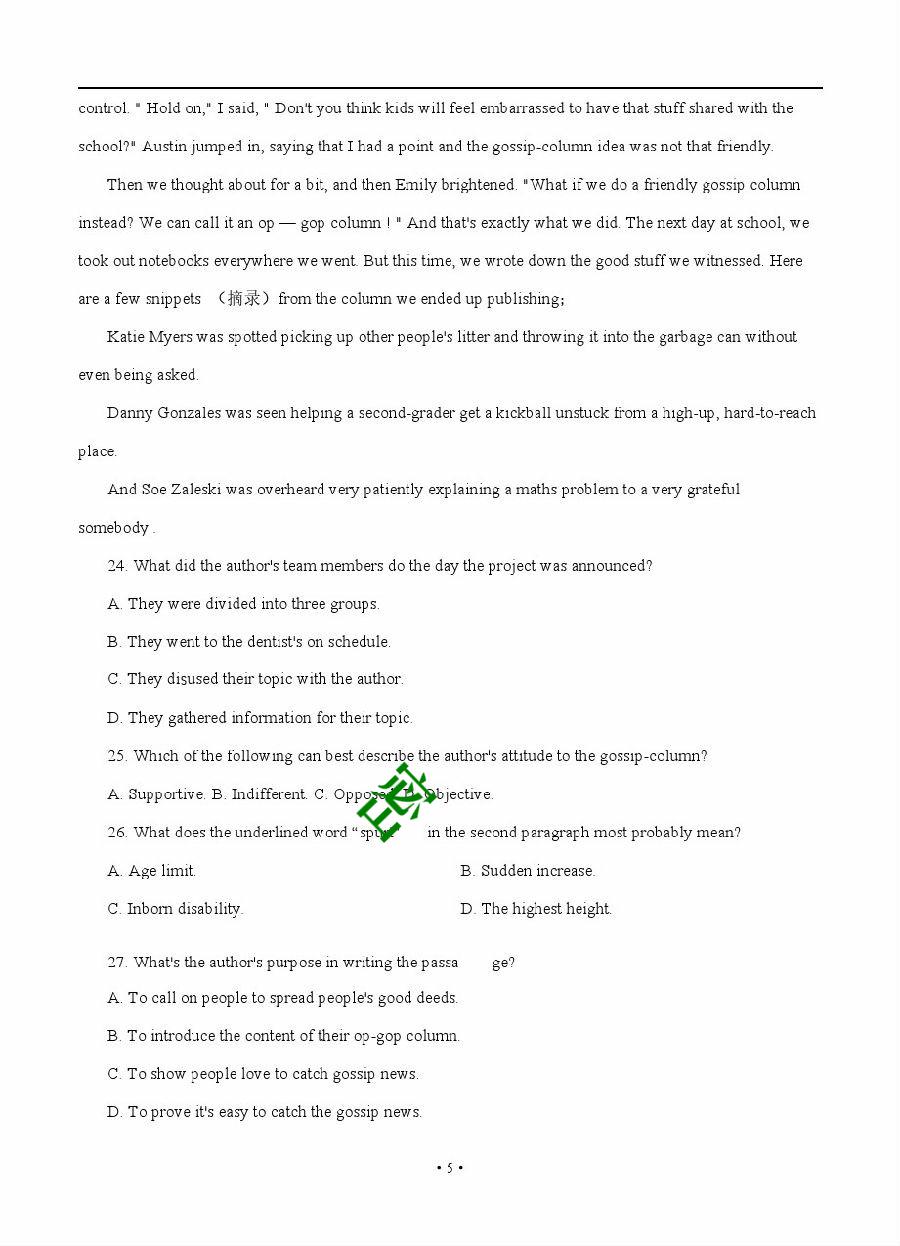 control. " Hold on," I said, " Don't you think kids will feel embarrassed to have that stuff shared with the
school?" Austin jumped in, saying that I had a point and the gossip-column idea was not that friendly.
Then we thought about for a bit, and then Emily brightened. "What if we do a friendly gossip column
instead? We can call it an op — gop column ! " And that's exactly what we did. The next day at school, we
took out notebocks everywhere we went. But this time, we wrote down the good stuff we witnessed. Here
are a few snippets （摘录）from the column we ended up publishing;
Katie Myers was spotted picking up other people's litter and throwing it into the garbage can without
even being asked.
Danny Gonzales was seen helping a second-grader get a kickball unstuck from a high-up, hard-to-reach
place.
And Soe Zaleski was overheard very patiently explaining a maths problem to a very grateful
somebody .
24. What did the author's team members do the day the project was announced?
A. They were divided into three groups.
B. They went to the dentist's on schedule.
C. They disused their topic with the author.
D. They gathered information for their topic.
25. Which of the following can best describe the author's attitude to the gossip-cclumn?
A. Supportive. B. Indifferent. C. Opposed. D. Objective.
26. What does the underlined word “spurt” in the second paragraph most probably mean?
A. Age limit. B. Sudden increase.
C. Inborn disability. D. The highest height.
27. What's the author's purpose in writing the passa ge?
A. To call on people to spread people's good deeds.
B. To introduce the content of their op-gop column.
C. To show people love to catch gossip news.
D. To prove it's easy to catch the gossip news.
• 5 •